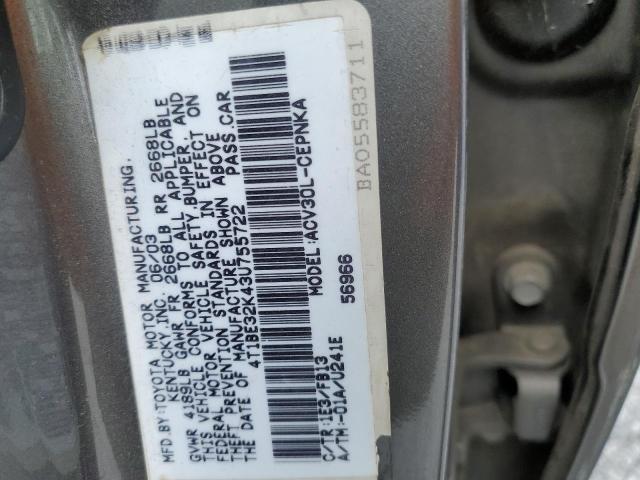 MFD.BY:TOYOTA MOTOR MANUFACTURING,
KENTUCKY,INC. 06/03
GVWR 4189LB GAWR FR 2668LB RR 2668LB
THIS VEHICLE CONFORMS TO ALL APPLICABLE
FEDERAL MOTOR VEHICLE SAFETY,BUMPER, AND
THEFT PREVENTION STANDARDS IN EFFECT ON
THE DATE OF MANUFACTURE SHOWN ABOVE
4T1BE32K43U755722 PASS.CAR
MODEL:ACV30L-CEPNKA
56966
C/TR:1E3/FB13
A/TM:-01A/U241E
BA05583711